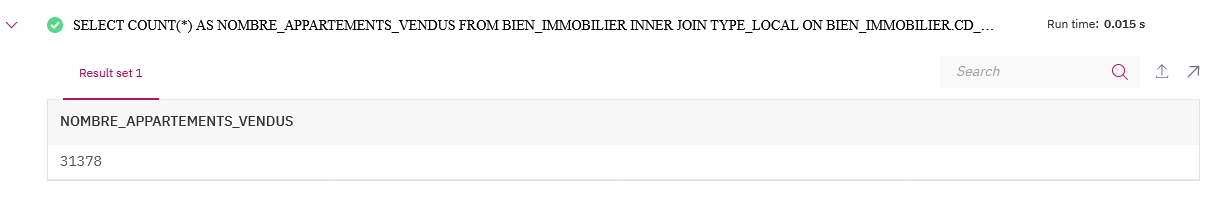 SELECT COUNT(*) AS NOMBRE_APPARTEMENTS_VENDUS FROM BIEN_IMMOBILIER INNER JOIN TYPE_LOCAL ON BIEN_IMMOBILIER.CD_... Run time: 0.015 s
Result set 1 Search
NOMBRE_APPARTEMENTS_VENDUS
31378